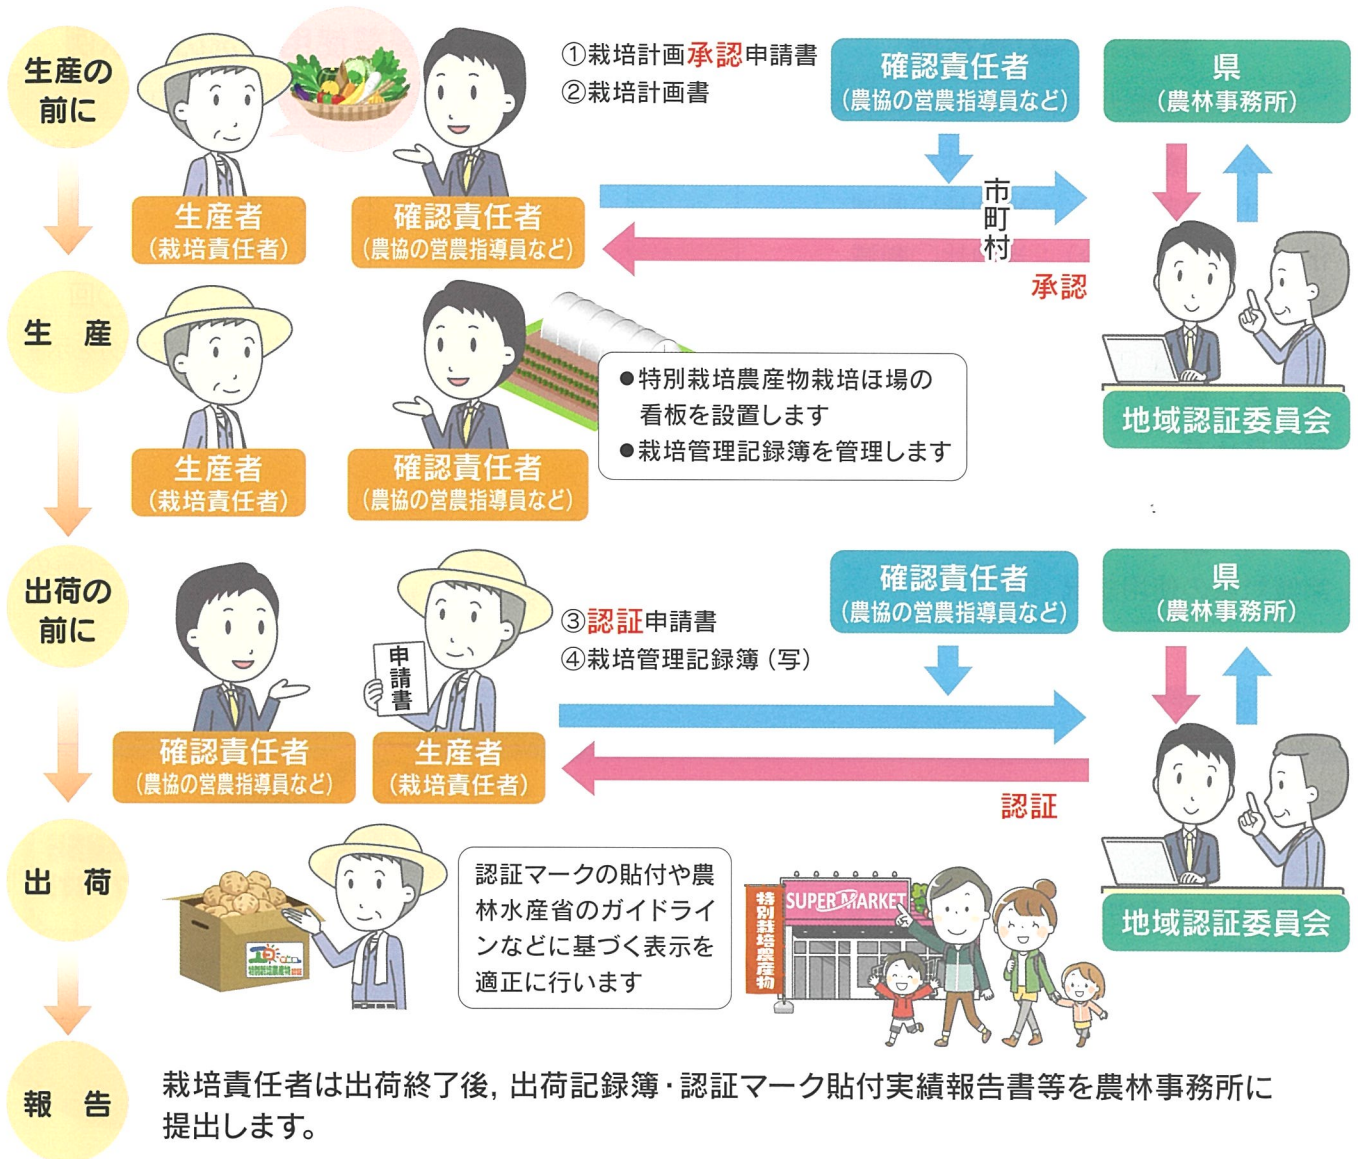 生産の
前に
①栽培計画承認申請書
②栽培計画書
確認責任者
(農協の営農指導員など)
県
(農林事務所)
生産者
(栽培責任者)
確認責任者
(農協の営農指導員など)
市町村
承認
生 産
●特別栽培農産物栽培ほ場の
看板を設置します
●栽培管理記録簿を管理します
地域認証委員会
生産者
(栽培責任者)
確認責任者
(農協の営農指導員など)
出荷の
前に
申請書
③認証申請書
④栽培管理記録簿(写)
確認責任者
(農協の営農指導員など)
県
(農林事務所)
確認責任者
(農協の営農指導員など)
生産者
(栽培責任者)
認証
出 荷
特別栽培農産物認証
認証マークの貼付や農
林水産省のガイドライ
ンなどに基づく表示を
適正に行います
特別栽培農産物
SUPER MARKET
地域認証委員会
報 告
栽培責任者は出荷終了後，出荷記録簿・認証マーク貼付実績報告書等を農林事務所に
提出します。